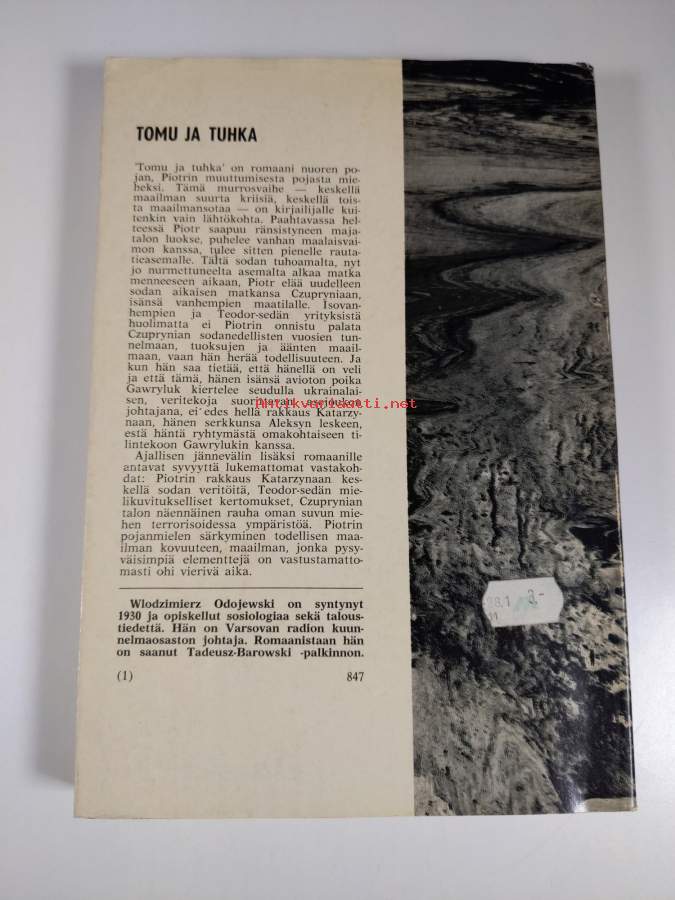 TOMU JA TUHKA
'Tomu ja tuhka' on romaani nuoren po-
jan, Piotrin muuttumisesta pojasta mie-
heksi. Tämä murrosvaihe — keskellä
maailman suurta kriisiä, keskellä tois-
ta maailmansotaa — on kirjailijalle kui-
tenkin vain lähtökohta. Paahtavassa hel-
teessä Piotr saapuu ränsistyneen maja-
talon luokse, puhelee vanhan maalaisvai-
mon kanssa, tulee sitten pienelle rauta-
tieasemalle. Tältä sodan tuhoamalta, nyt
jo nurmettuneelta asemalta alkaa matka
menneeseen aikaan, Piotr elää uudelleen
sodan aikaisen matkansa Czupryniaan,
isänsä vanhempien maatilalle. Isovan-
hempien ja Teodor-sedän yrityksistä
huolimatta ei Piotrin onnistu palata
Czuprynian sodanedellisten vuosien tun-
nelmaan, tuoksujen ja äänten maail-
maan, vaan hän herää todellisuuteen. Ja
kun hän saa tietää, että hänellä on veli
ja että tämä, hänen isänsä avioton poika
Gawryluk kiertelee seudulla ukrainalai-
sen, veritekoja suorittavan asejoukon
johtajana, ei edes hellä rakkaus Katarzy-
naan, hänen serkkunsa Aleksyn leskeen,
estä häntä ryhtymästä omakohtaiseen ti-
lintekoon Gawrylukin kanssa.
Ajallisen jännevälin lisäksi romaanille
antavat syvyyttä lukemattomat vastakoh-
dat: Piotrin rakkaus Katarzynaan kes-
kellä sodan veritöitä, Teodor-sedän mie-
likuvitukselliset kertomukset, Czuprynian
talon näennäinen rauha oman suvun mie-
hen terrorisoidessa ympäristöä. Piotrin
pojanmielen särkyminen todellisen maa-
ilman kovuuteen, maailman, jonka pysy-
väisimpiä elementtejä on vastustamatto-
masti ohi vierivä aika.
Wlodzimierz Odojewski on syntynyt
1930 ja opiskellut sosiologiaa sekä talous-
tiedettä. Hän on Varsovan radion kuun-
nelmaosaston johtaja. Romaanistaan hän
on saanut Tadeusz-Barowski -palkinnon.
(1) 847
Antikvariaatti.net
8.1 3,-